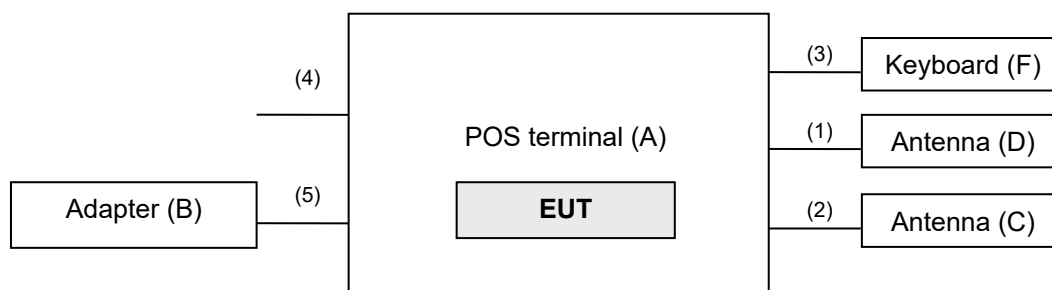 (3)
Keyboard (F)
(4)
POS terminal (A)
(1)
Antenna (D)
Adapter (B)
(5)
EUT
(2)
Antenna (C)